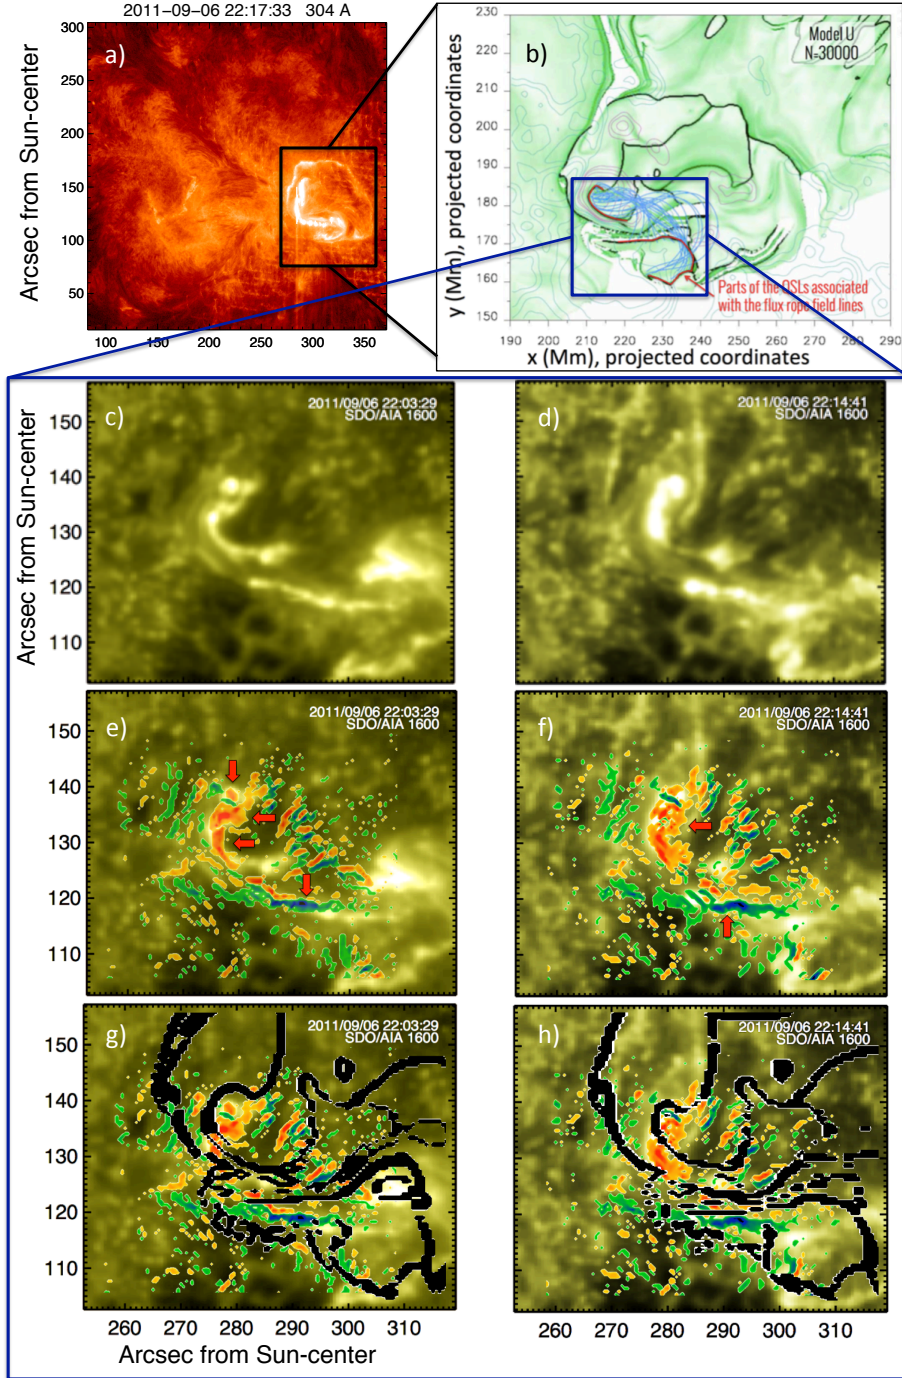 2011−09−06 22:17:33 304 A
a)
300
250
200
150
100
50
100 150 200 250 300 350
Arcsec from Sun-center
230
220
210
200
190
180
170
160
150
b)
Model U
N=30000
Parts of the QSLs associated
with the flux rope field lines
190 200 210 220 230 240 250 260 270 280 290
x (Mm), projected coordinates
y (Mm), projected coordinates
c)
2011/09/06 22:03:29
SDO/AIA 1600
150
140
130
120
110
Arcsec from Sun-center
d)
2011/09/06 22:14:41
SDO/AIA 1600
e)
2011/09/06 22:03:29
SDO/AIA 1600
150
140
130
120
110
f)
2011/09/06 22:14:41
SDO/AIA 1600
g)
2011/09/06 22:03:29
SDO/AIA 1600
150
140
130
120
110
260 270 280 290 300 310
Arcsec from Sun-center
h)
2011/09/06 22:14:41
SDO/AIA 1600
260 270 280 290 300 310